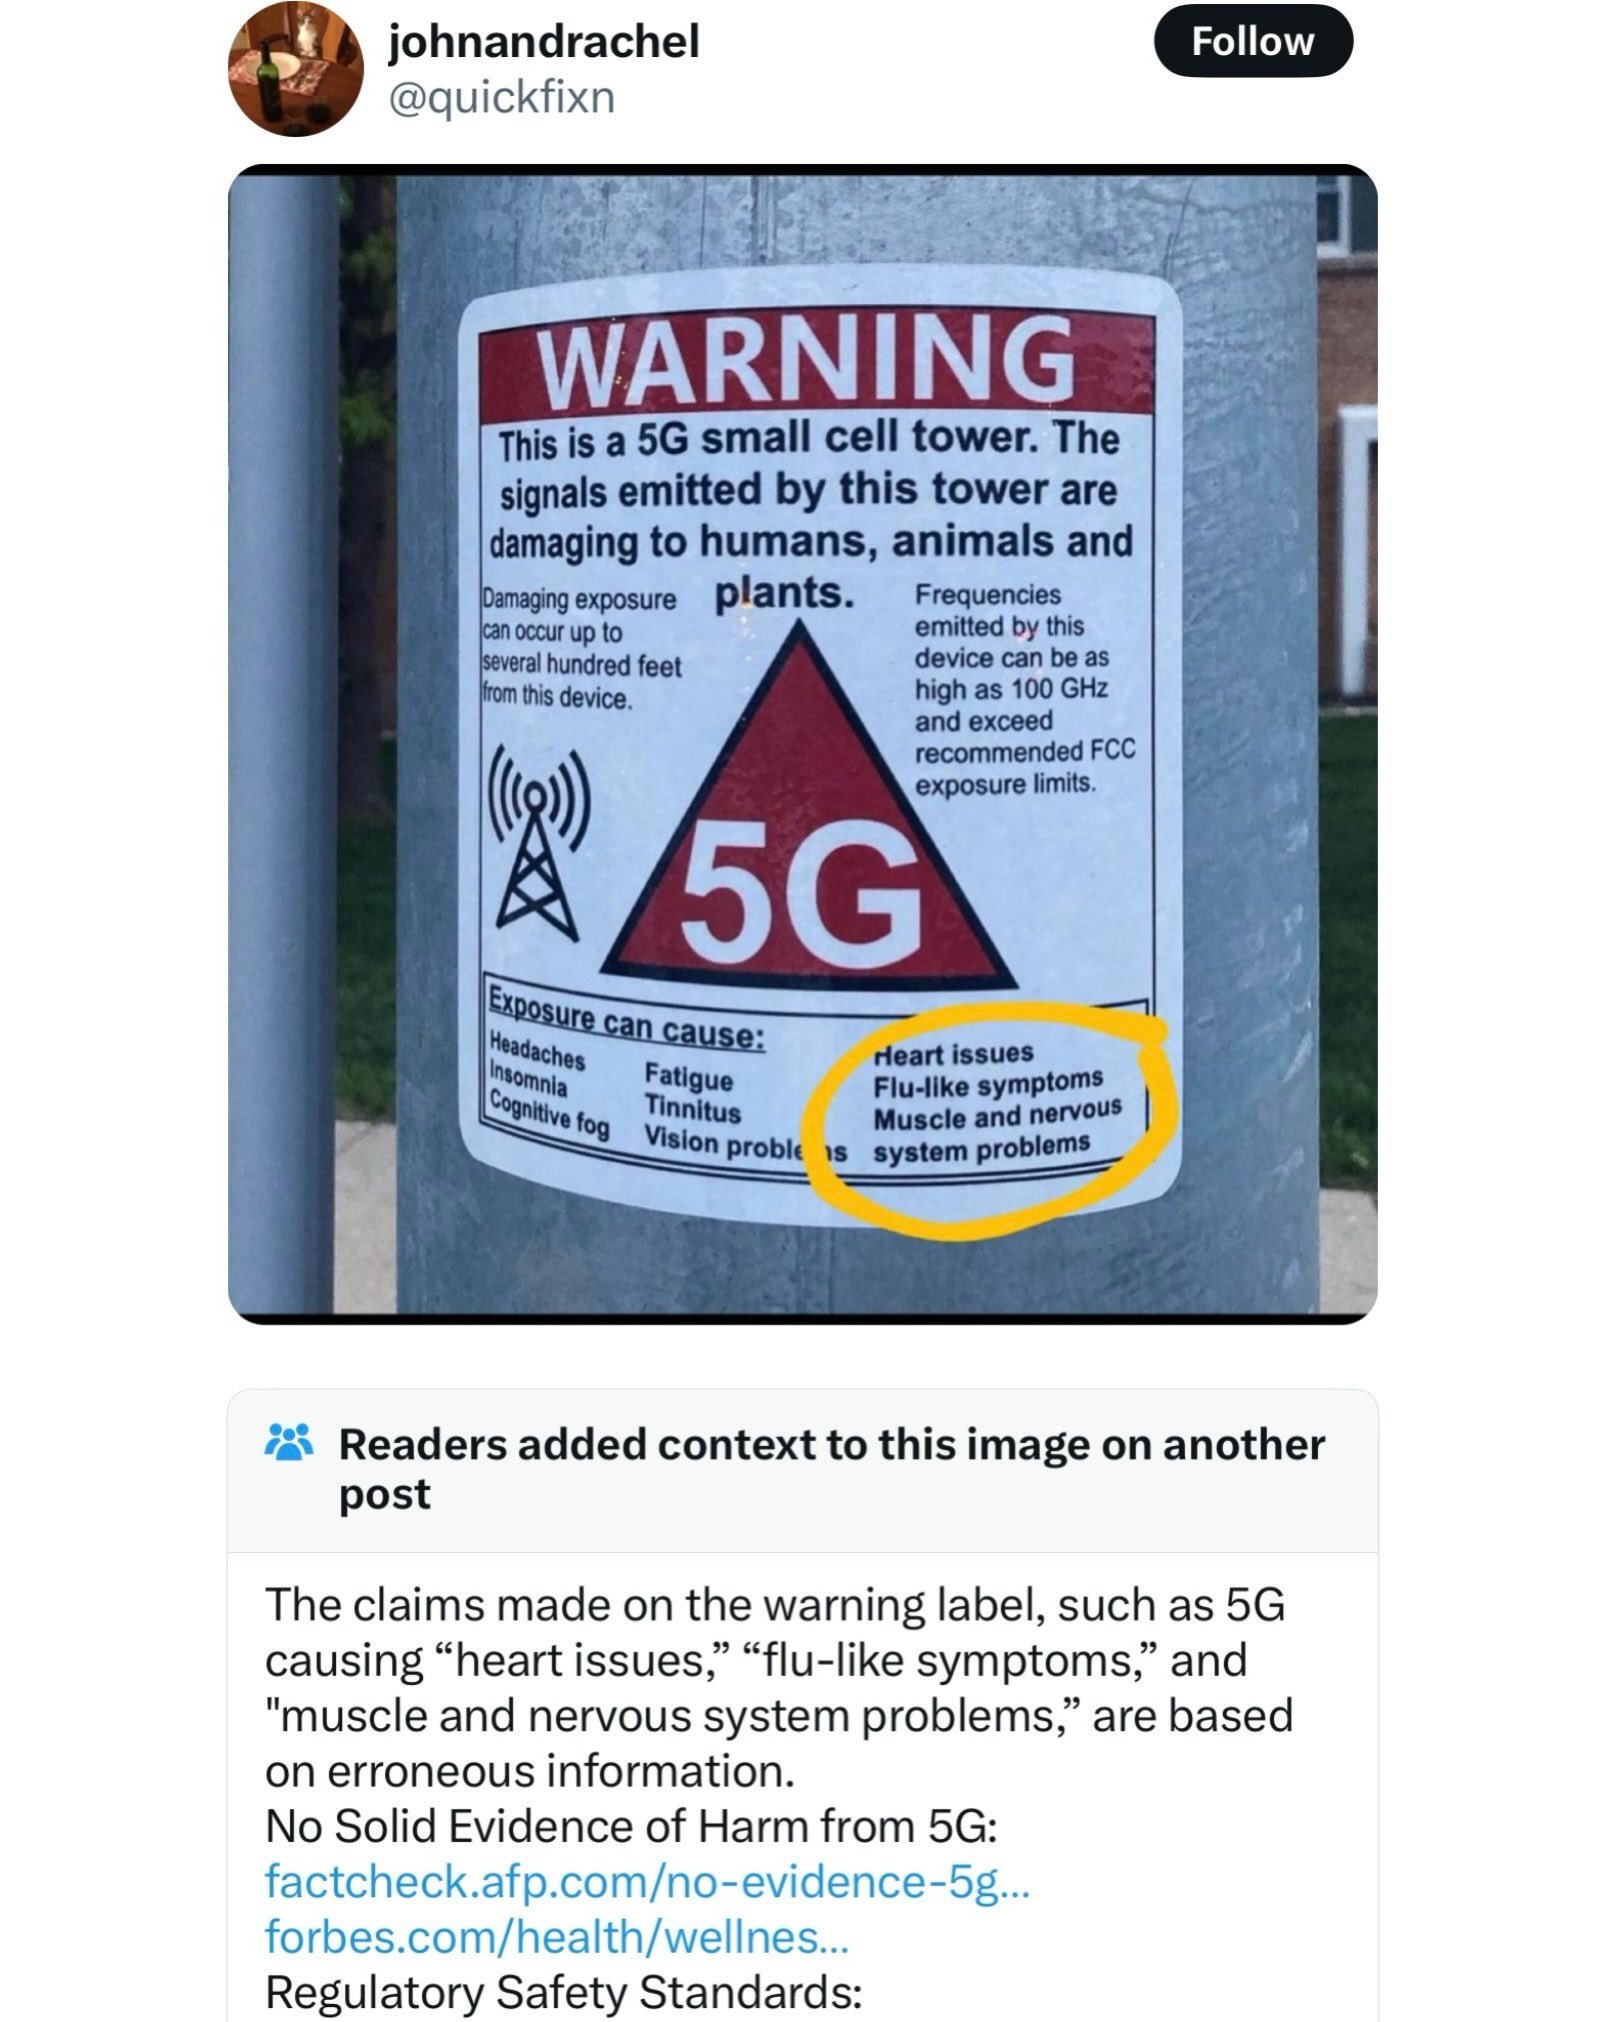 johnandrachel
@quickfixn
Follow
WARNING
This is a 5G small cell tower. The
signals emitted by this tower are
damaging to humans, animals and
plants.
Damaging exposure
can occur up to
several hundred feet
from this device.
Frequencies
emitted by this
device can be as
high as 100 GHz
and exceed
recommended FCC
exposure limits.
5G
Exposure can cause:
Headaches
Insomnia
Cognitive fog
Fatigue
Tinnitus
Vision problems
Heart issues
Flu-like symptoms
Muscle and nervous
system problems
Readers added context to this image on another
post
The claims made on the warning label, such as 5G
causing “heart issues,” “flu-like symptoms,” and
"muscle and nervous system problems,” are based
on erroneous information.
No Solid Evidence of Harm from 5G:
factcheck.afp.com/no-evidence-5g…
forbes.com/health/wellnes…
Regulatory Safety Standards: